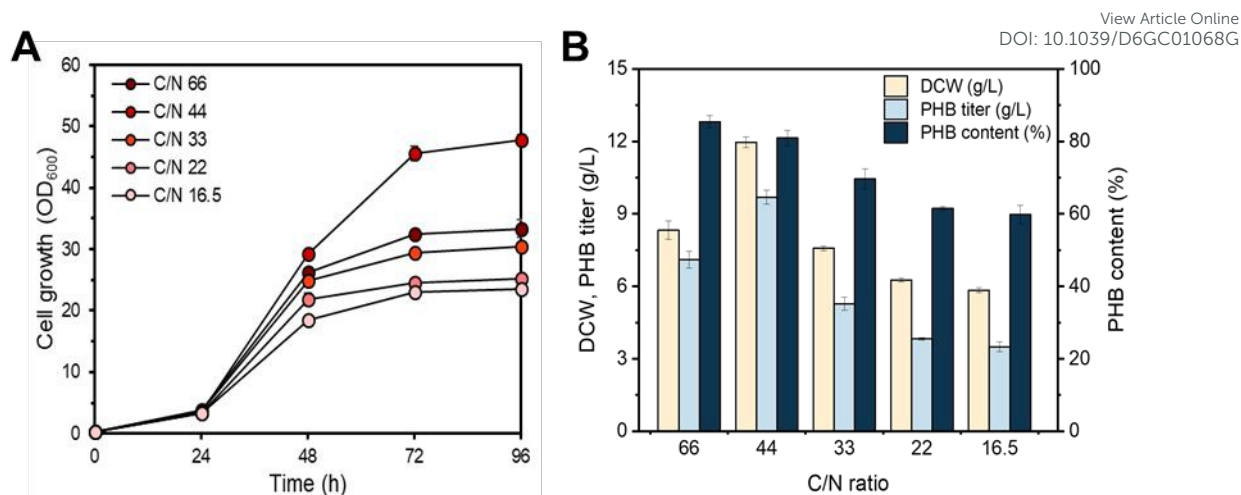 View Article Online
DOI: 10.1039/D6GC01068G
A
60
50
40
30
20
10
0
Cell growth (OD600)
C/N 66
C/N 44
C/N 33
C/N 22
C/N 16.5
0 24 48 72 96
Time (h)
B
15
12
9
6
3
0
DCW, PHB titer (g/L)
DCW (g/L)
PHB titer (g/L)
PHB content (%)
100
80
60
40
20
0
PHB content (%)
66 44 33 22 16.5
C/N ratio